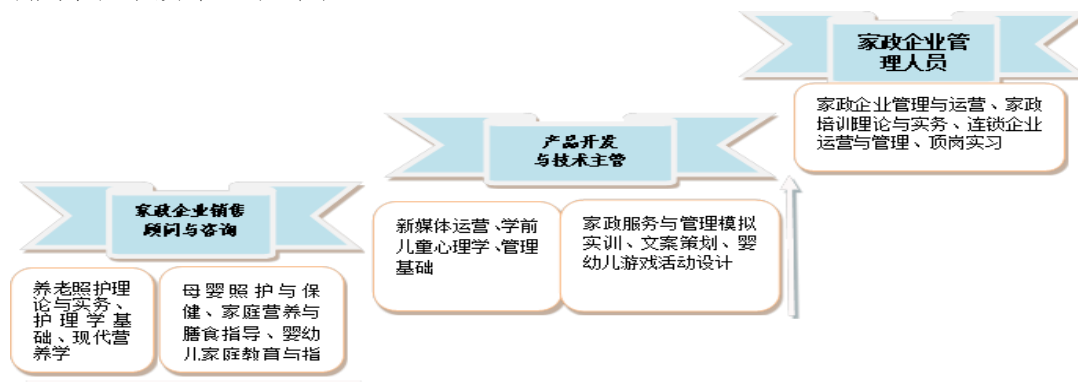 家政企业管
理人员
家政企业管理与运营、家政
培训理论与实务、连锁企业
运营与管理、顶岗实习
产品开发
与技术主管
新媒体运营、学前
儿童心理学、管理
基础
家政服务与管理模拟
实训、文案策划、婴
幼儿游戏活动设计
家政企业销售
顾问与咨询
养老照护理
论与实务、
护理学基
础、现代营
养学
母婴照护与保
健、家庭营养与
膳食指导、婴幼
儿家庭教育与指